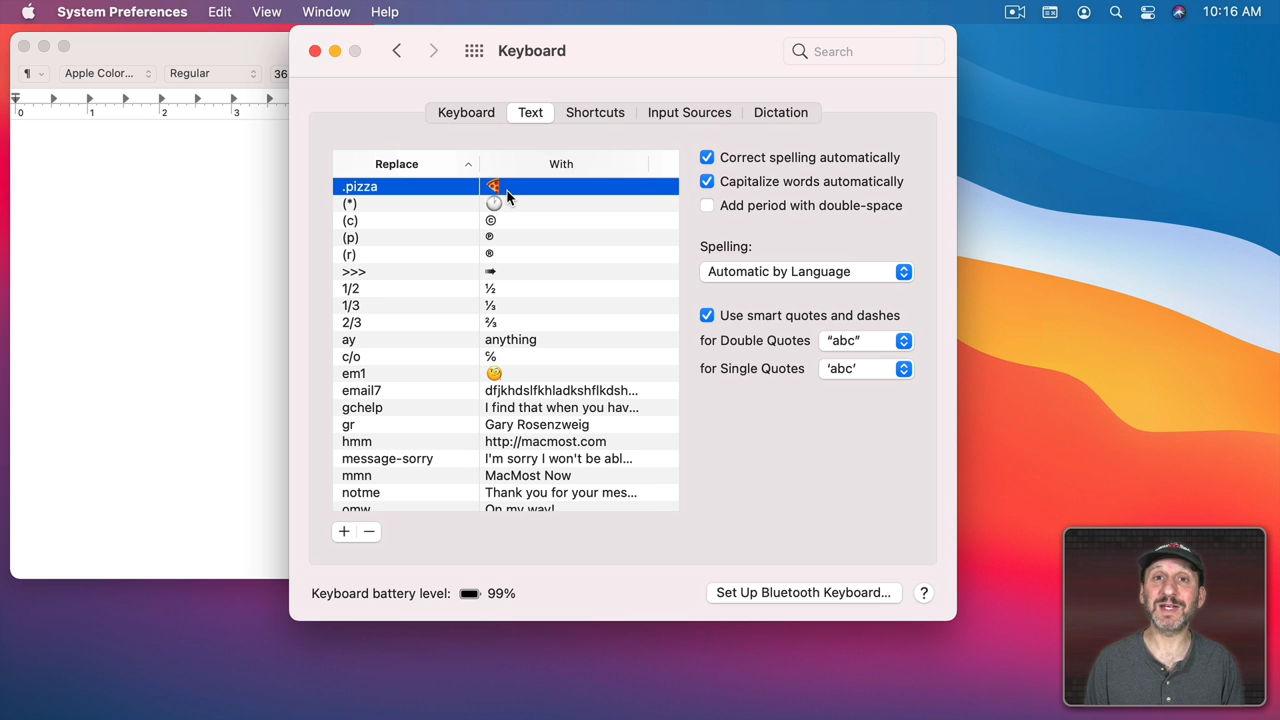 System Preferences Edit View Window Help 10:16 AM
Keyboard Search
¶ Apple Color... Regular 36
0 1 2 3
Keyboard Text Shortcuts Input Sources Dictation
Replace With
.pizza 🍕
(*) 🕛
(c) ©
(p) ℗
(r) ®
>>> ➠
1/2 ½
1/3 ⅓
2/3 ⅔
ay anything
c/o ℅
em1 🧐
email7 dfjkhdslfkhladkshflkdsh...
gchelp I find that when you hav...
gr Gary Rosenzweig
hmm http://macmost.com
message-sorry I'm sorry I won't be abl...
mmn MacMost Now
notme Thank you for your mes...
omw On my way!
+ −
Correct spelling automatically
Capitalize words automatically
Add period with double-space
Spelling:
Automatic by Language
Use smart quotes and dashes
for Double Quotes “abc”
for Single Quotes ‘abc’
Keyboard battery level: 99% Set Up Bluetooth Keyboard... ?